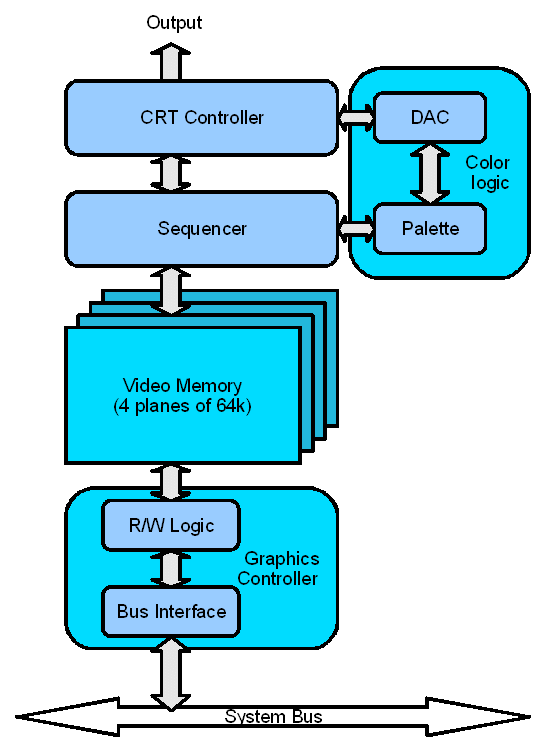 Output
CRT Controller
DAC
Color
logic
Sequencer
Palette
Video Memory
(4 planes of 64k)
R/W Logic
Graphics
Controller
Bus Interface
System Bus